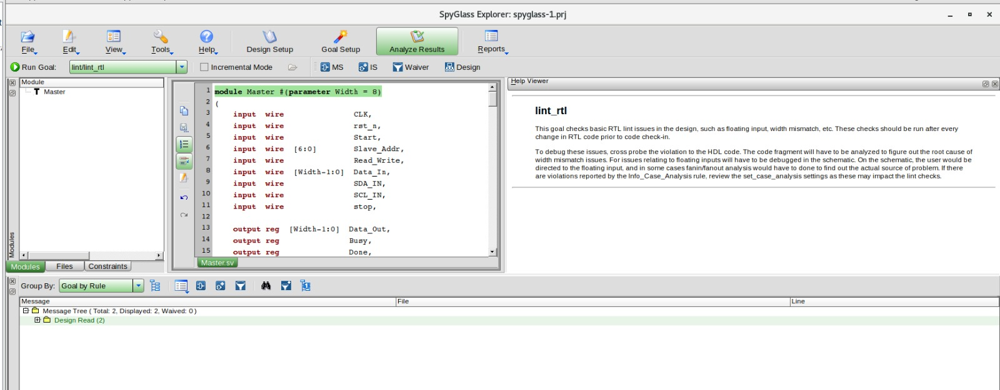 SpyGlass Explorer: spyglass-1.prj
File Edit View Tools Help Design Setup Goal Setup Analyze Results Reports
Run Goal: lint/lint_rtl Incremental Mode MS IS Waiver Design
Module
Master
Modules
Modules Files Constraints
1 module Master #(parameter Width = 8)
2 (
3 input wire CLK,
4 input wire rst_n,
5 input wire Start,
6 input wire [6:0] Slave_Addr,
7 input wire Read_Write,
8 input wire [Width-1:0] Data_In,
9 input wire SDA_IN,
10 input wire SCL_IN,
11 input wire stop,
12
13 output reg [Width-1:0] Data_Out,
14 output reg Busy,
15 output reg Done,
Master.sv
Help Viewer
lint_rtl
This goal checks basic RTL lint issues in the design, such as floating input, width mismatch, etc. These checks should be run after every
change in RTL code prior to code check-in.
To debug these issues, cross probe the violation to the HDL code. The code fragment will have to be analyzed to figure out the root cause of
width mismatch issues. For issues relating to floating inputs will have to be debugged in the schematic. On the schematic, the user would be
directed to the floating input, and in some cases fanin/fanout analysis would have to done to find out the actual source of problem. If there
are violations reported by the Info_Case_Analysis rule, review the set_case_analysis settings as these may impact the lint checks.
Group By: Goal by Rule
Message File Line
Message Tree ( Total: 2, Displayed: 2, Waived: 0 )
Design Read (2)